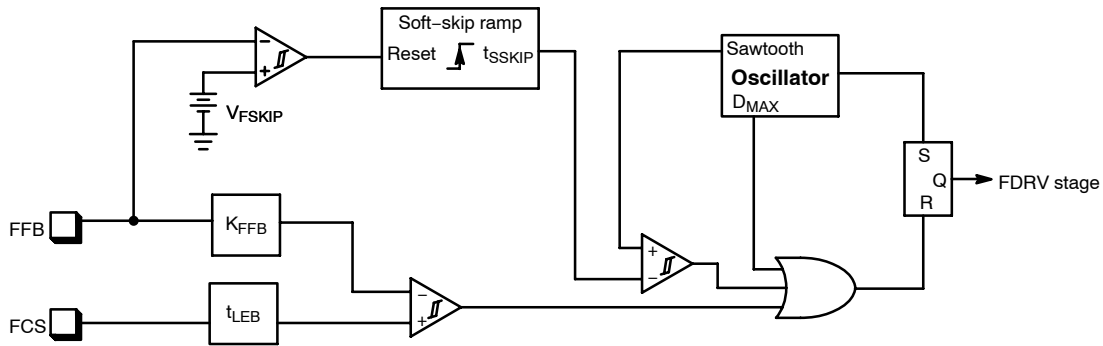 Soft–skip ramp
Reset
tSSKIP
–
+
VFSKIP
Sawtooth
Oscillator
DMAX
S
Q
R
FDRV stage
FFB
KFFB
+
–
–
+
FCS
tLEB